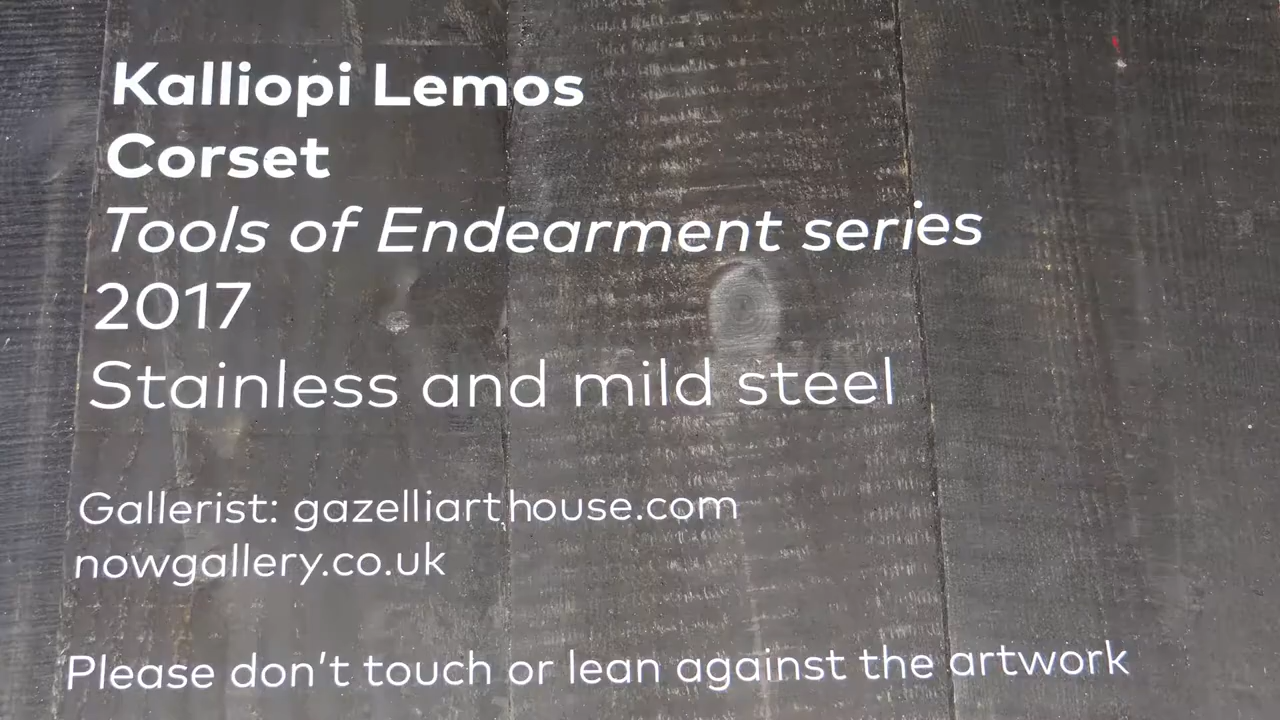 Kalliopi Lemos
Corset
Tools of Endearment series
2017
Stainless and mild steel
Gallerist: gazelliarthouse.com
nowgallery.co.uk
Please don’t touch or lean against the artwork